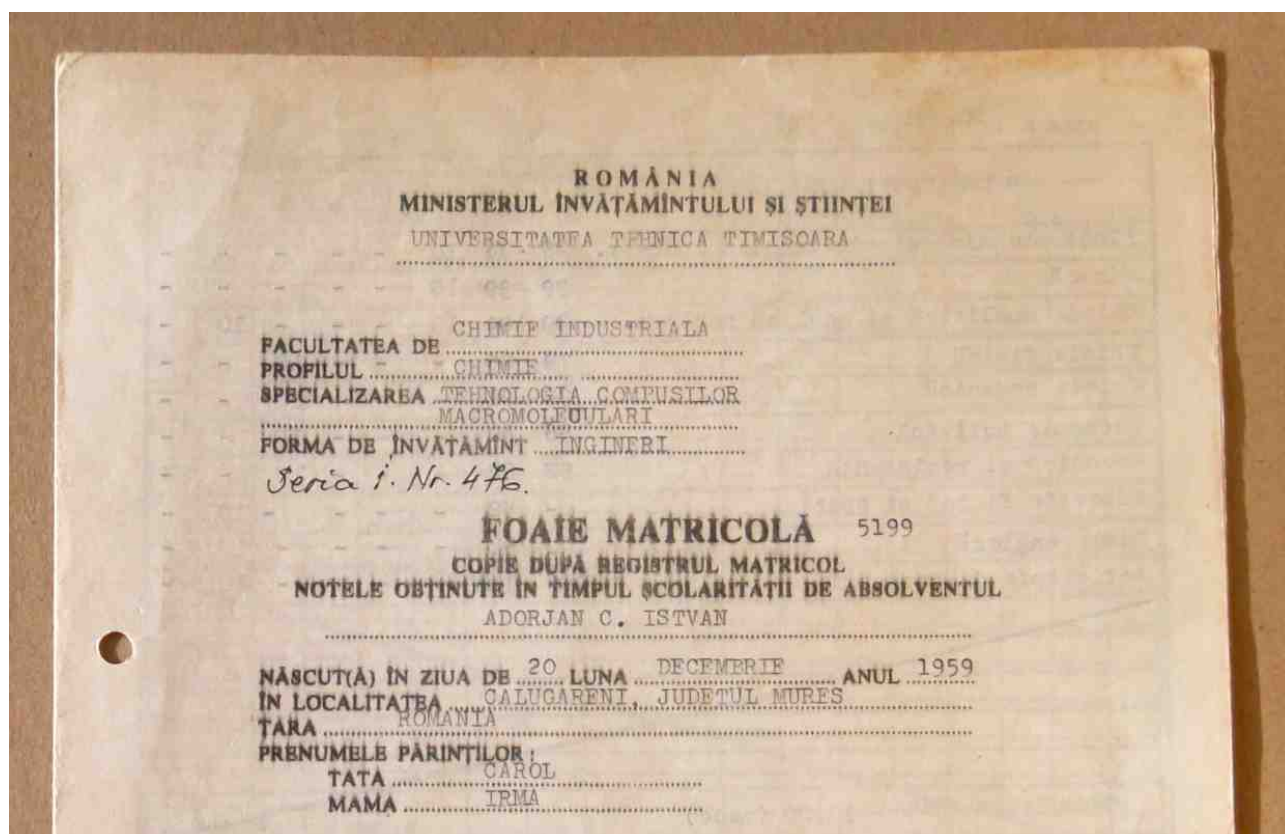 ROMÂNIA
MINISTERUL ÎNVĂȚĂMÎNTULUI ȘI ȘTIINȚEI
UNIVERSITATEA TEHNICA TIMISOARA
FACULTATEA DE CHIMIE INDUSTRIALA
PROFILUL CHIMIE
SPECIALIZAREA TEHNOLOGIA COMPUSILOR
MACROMOLECULARI
FORMA DE ÎNVĂȚĂMÎNT INGINERI
Seria i. Nr. 476.
FOAIE MATRICOLĂ 5199
COPIE DUPĂ REGISTRUL MATRICOL
NOTELE OBȚINUTE ÎN TIMPUL ȘCOLARITĂȚII DE ABSOLVENTUL
ADORJAN C. ISTVAN
NĂSCUT(Ă) ÎN ZIUA DE 20 LUNA DECEMBRIE ANUL 1959
ÎN LOCALITATEA CALUGARENI, JUDETUL MURES
ȚARA ROMANIA
PRENUMELE PĂRINȚILOR :
TATA CAROL
MAMA IRMA